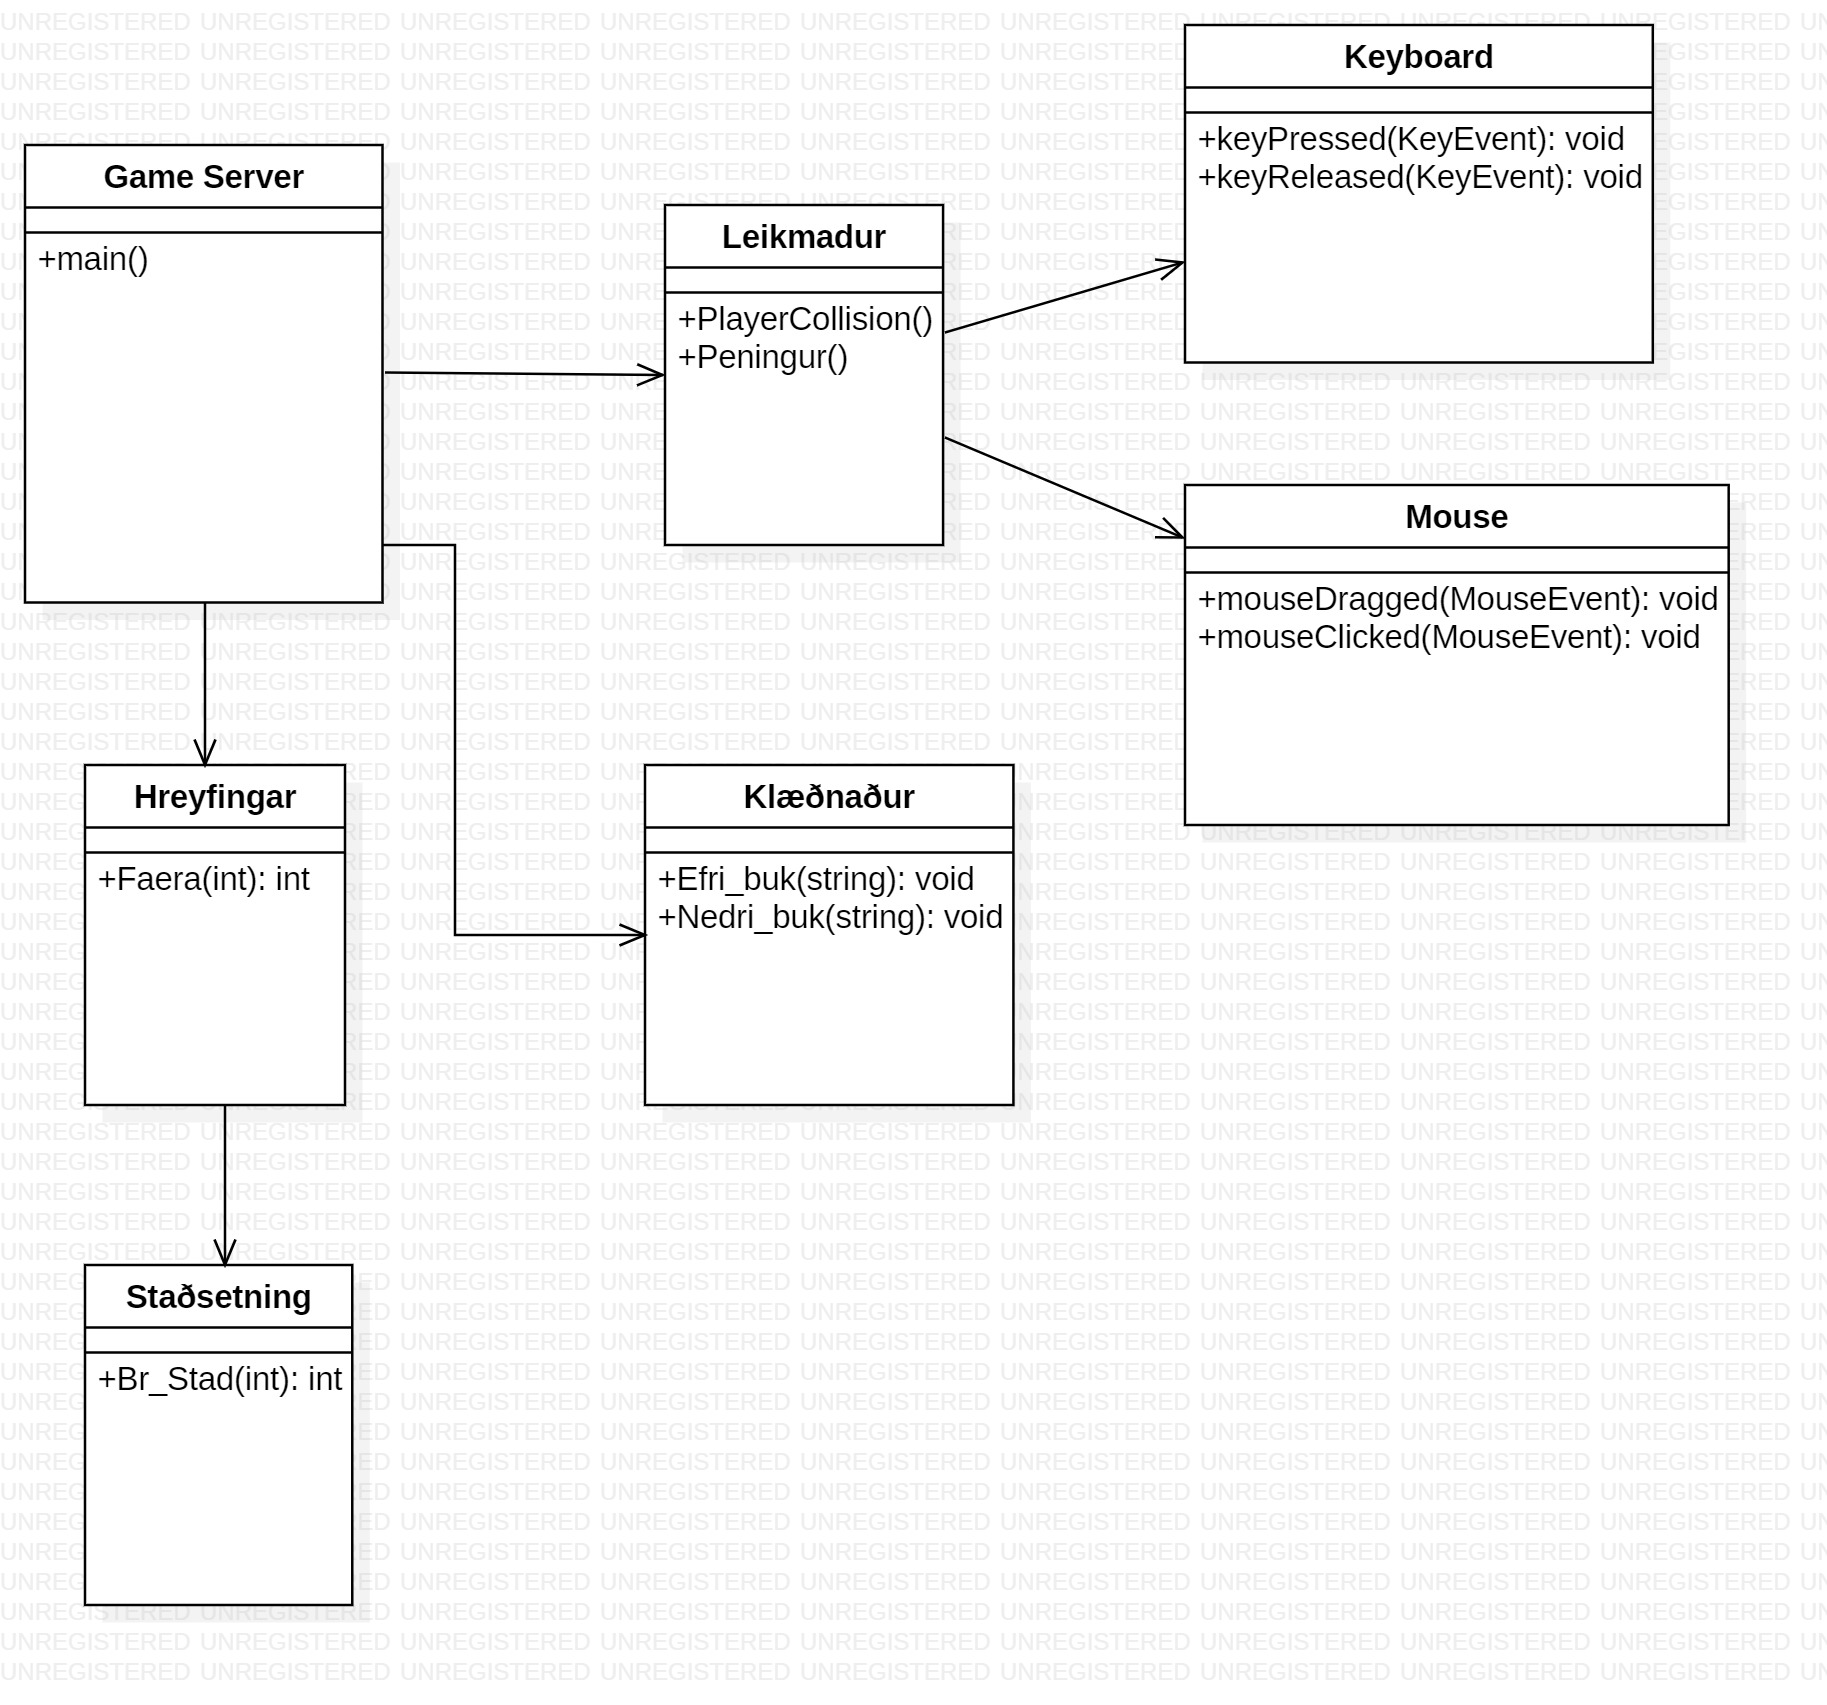 Game Server
+main()
Leikmadur
+PlayerCollision()
+Peningur()
Keyboard
+keyPressed(KeyEvent): void
+keyReleased(KeyEvent): void
Mouse
+mouseDragged(MouseEvent): void
+mouseClicked(MouseEvent): void
Hreyfingar
+Faera(int): int
Klæðnaður
+Efri_buk(string): void
+Nedri_buk(string): void
Staðsetning
+Br_Stad(int): int
UNREGISTERED